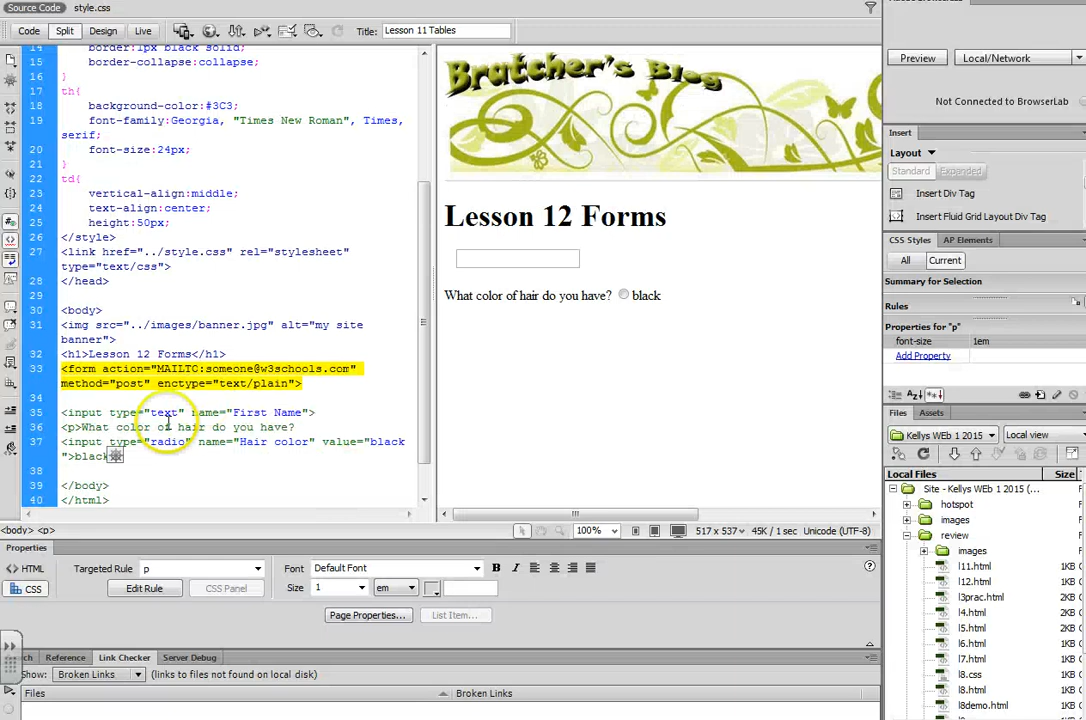 Source Code style.css
Code Split Design Live Title: Lesson 11 Tables
14 border:1px black solid;
15 border-collapse:collapse;
16 }
17 th{
18 background-color:#3C3;
19 font-family:Georgia, "Times New Roman", Times,
serif;
20 font-size:24px;
21 }
22 td{
23 vertical-align:middle;
24 text-align:center;
25 height:50px;
26 </style>
27 <link href="../style.css" rel="stylesheet"
type="text/css">
28 </head>
29
30 <body>
31 <img src="../images/banner.jpg" alt="my site
banner">
32 <h1>Lesson 12 Forms</h1>
33 <form action="MAILTO:someone@w3schools.com"
method="post" enctype="text/plain">
34
35 <input type="text" name="First Name">
36 <p>What color of hair do you have?
37 <input type="radio" name="Hair color" value="black
">black
38
39 </body>
40 </html>
Bratcher's Blog
Lesson 12 Forms
What color of hair do you have? black
Preview Local/Network
Not Connected to BrowserLab
Insert
Layout
Standard Expanded
Insert Div Tag
Insert Fluid Grid Layout Div Tag
CSS Styles AP Elements
All Current
Summary for Selection
Rules
Properties for "p"
font-size 1em
Add Property
Files Assets
Kellys WEb 1 2015 Local view
Local Files Size
Site - Kellys WEb 1 2015 (...
hotspot
images
review
images
l11.html 1KB
l12.html 1KB
l3prac.html 2KB
l4.html 2KB
l5.html 2KB
l6.html 1KB
l7.html 1KB
l8.css 1KB
l8.html 1KB
l8demo.html 1KB
<body> <p> 100% 517 x 537 45K / 1 sec Unicode (UTF-8)
Properties
HTML Targeted Rule p Font Default Font B I
CSS Edit Rule CSS Panel Size 1 em
Page Properties... List Item...
Reference Link Checker Server Debug
Show: Broken Links (links to files not found on local disk)
Files Broken Links